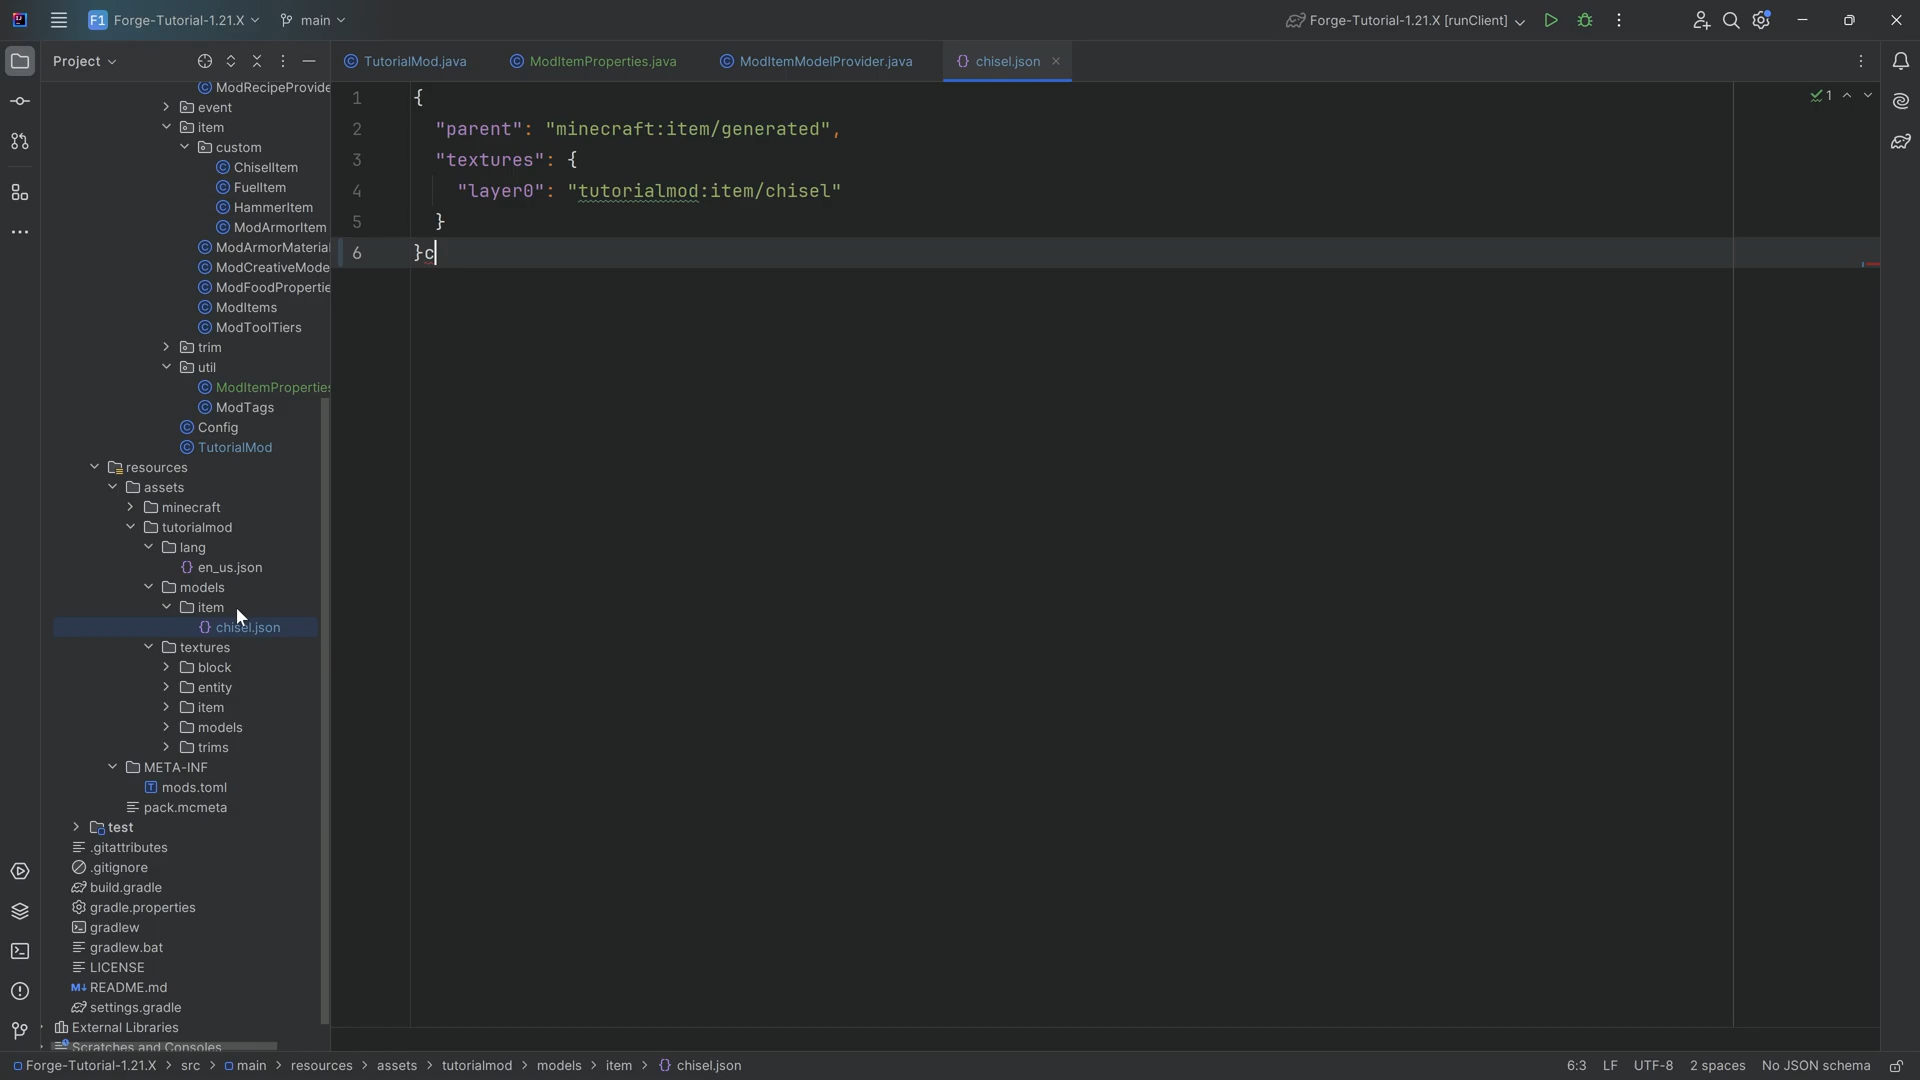 F1 Forge-Tutorial-1.21.X main Forge-Tutorial-1.21.X [runClient]
Project TutorialMod.java ModItemProperties.java ModItemModelProvider.java {} chisel.json
ModRecipeProvide
event
item
custom
ChiselItem
FuelItem
HammerItem
ModArmorItem
ModArmorMaterial
ModCreativeMode
ModFoodPropertie
ModItems
ModToolTiers
trim
util
ModItemProperties
ModTags
Config
TutorialMod
resources
assets
minecraft
tutorialmod
lang
{} en_us.json
models
item
{} chisel.json
textures
block
entity
item
models
trims
META-INF
mods.toml
pack.mcmeta
test
.gitattributes
.gitignore
build.gradle
gradle.properties
gradlew
gradlew.bat
LICENSE
M↓ README.md
settings.gradle
External Libraries
Scratches and Consoles
1 {
2 "parent": "minecraft:item/generated",
3 "textures": {
4 "layer0": "tutorialmod:item/chisel"
5 }
6 }c
1
Forge-Tutorial-1.21.X > src > main > resources > assets > tutorialmod > models > item > {} chisel.json 6:3 LF UTF-8 2 spaces No JSON schema